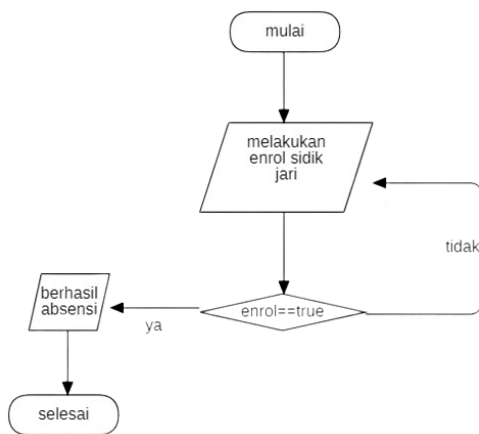 mulai
melakukan
enrol sidik
jari
tidak
enrol==true
berhasil
absensi
ya
selesai